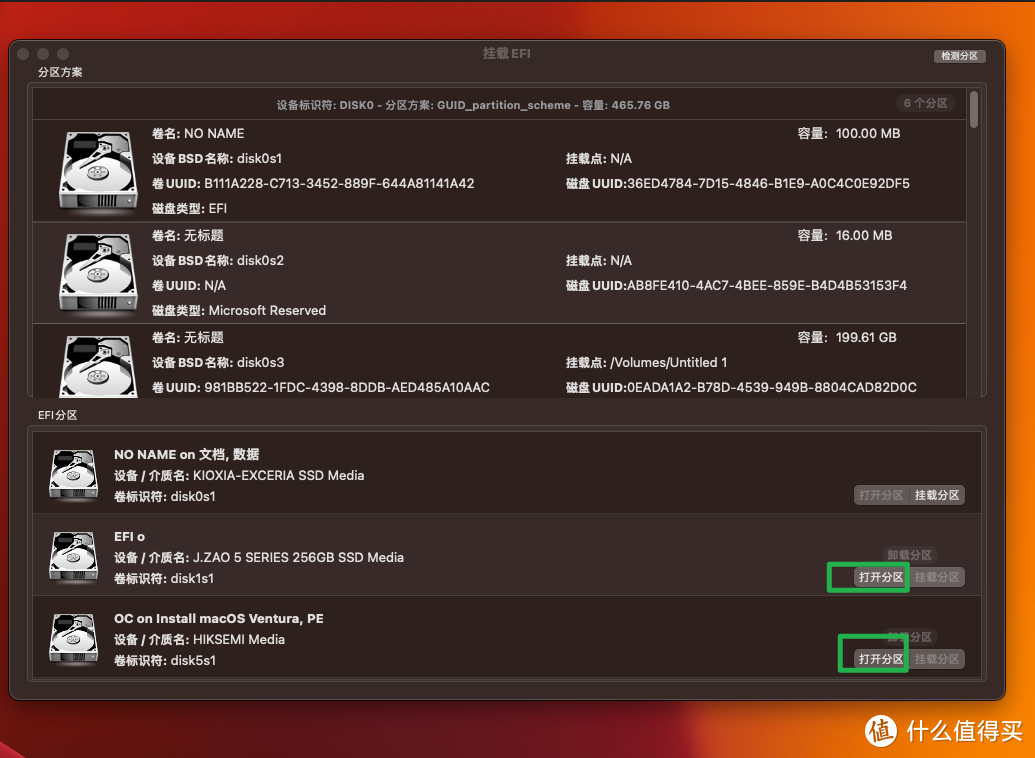 挂载EFI
检测分区
分区方案
设备标识符: DISK0 - 分区方案: GUID_partition_scheme - 容量: 465.76 GB
6 个分区
卷名: NO NAME
容量: 100.00 MB
设备 BSD 名称: disk0s1
挂载点: N/A
卷 UUID: B111A228-C713-3452-889F-644A81141A42
磁盘 UUID:36ED4784-7D15-4846-B1E9-A0C4C0E92DF5
磁盘类型: EFI
卷名: 无标题
容量: 16.00 MB
设备 BSD 名称: disk0s2
挂载点: N/A
卷 UUID: N/A
磁盘 UUID:AB8FE410-4AC7-4BEE-859E-B4D4B53153F4
磁盘类型: Microsoft Reserved
卷名: 无标题
容量: 199.61 GB
设备 BSD 名称: disk0s3
挂载点: /Volumes/Untitled 1
卷 UUID: 981BB522-1FDC-4398-8DDB-AED485A10AAC
磁盘 UUID:0EADA1A2-B78D-4539-949B-8804CAD82D0C
EFI分区
NO NAME on 文档, 数据
设备 / 介质名: KIOXIA-EXCERIA SSD Media
卷标识符: disk0s1
打开分区 挂载分区
EFI o
设备 / 介质名: J.ZAO 5 SERIES 256GB SSD Media
卸载分区
卷标识符: disk1s1
打开分区 挂载分区
OC on Install macOS Ventura, PE
设备 / 介质名: HIKSEMI Media
卸载分区
卷标识符: disk5s1
打开分区 挂载分区
值 什么值得买